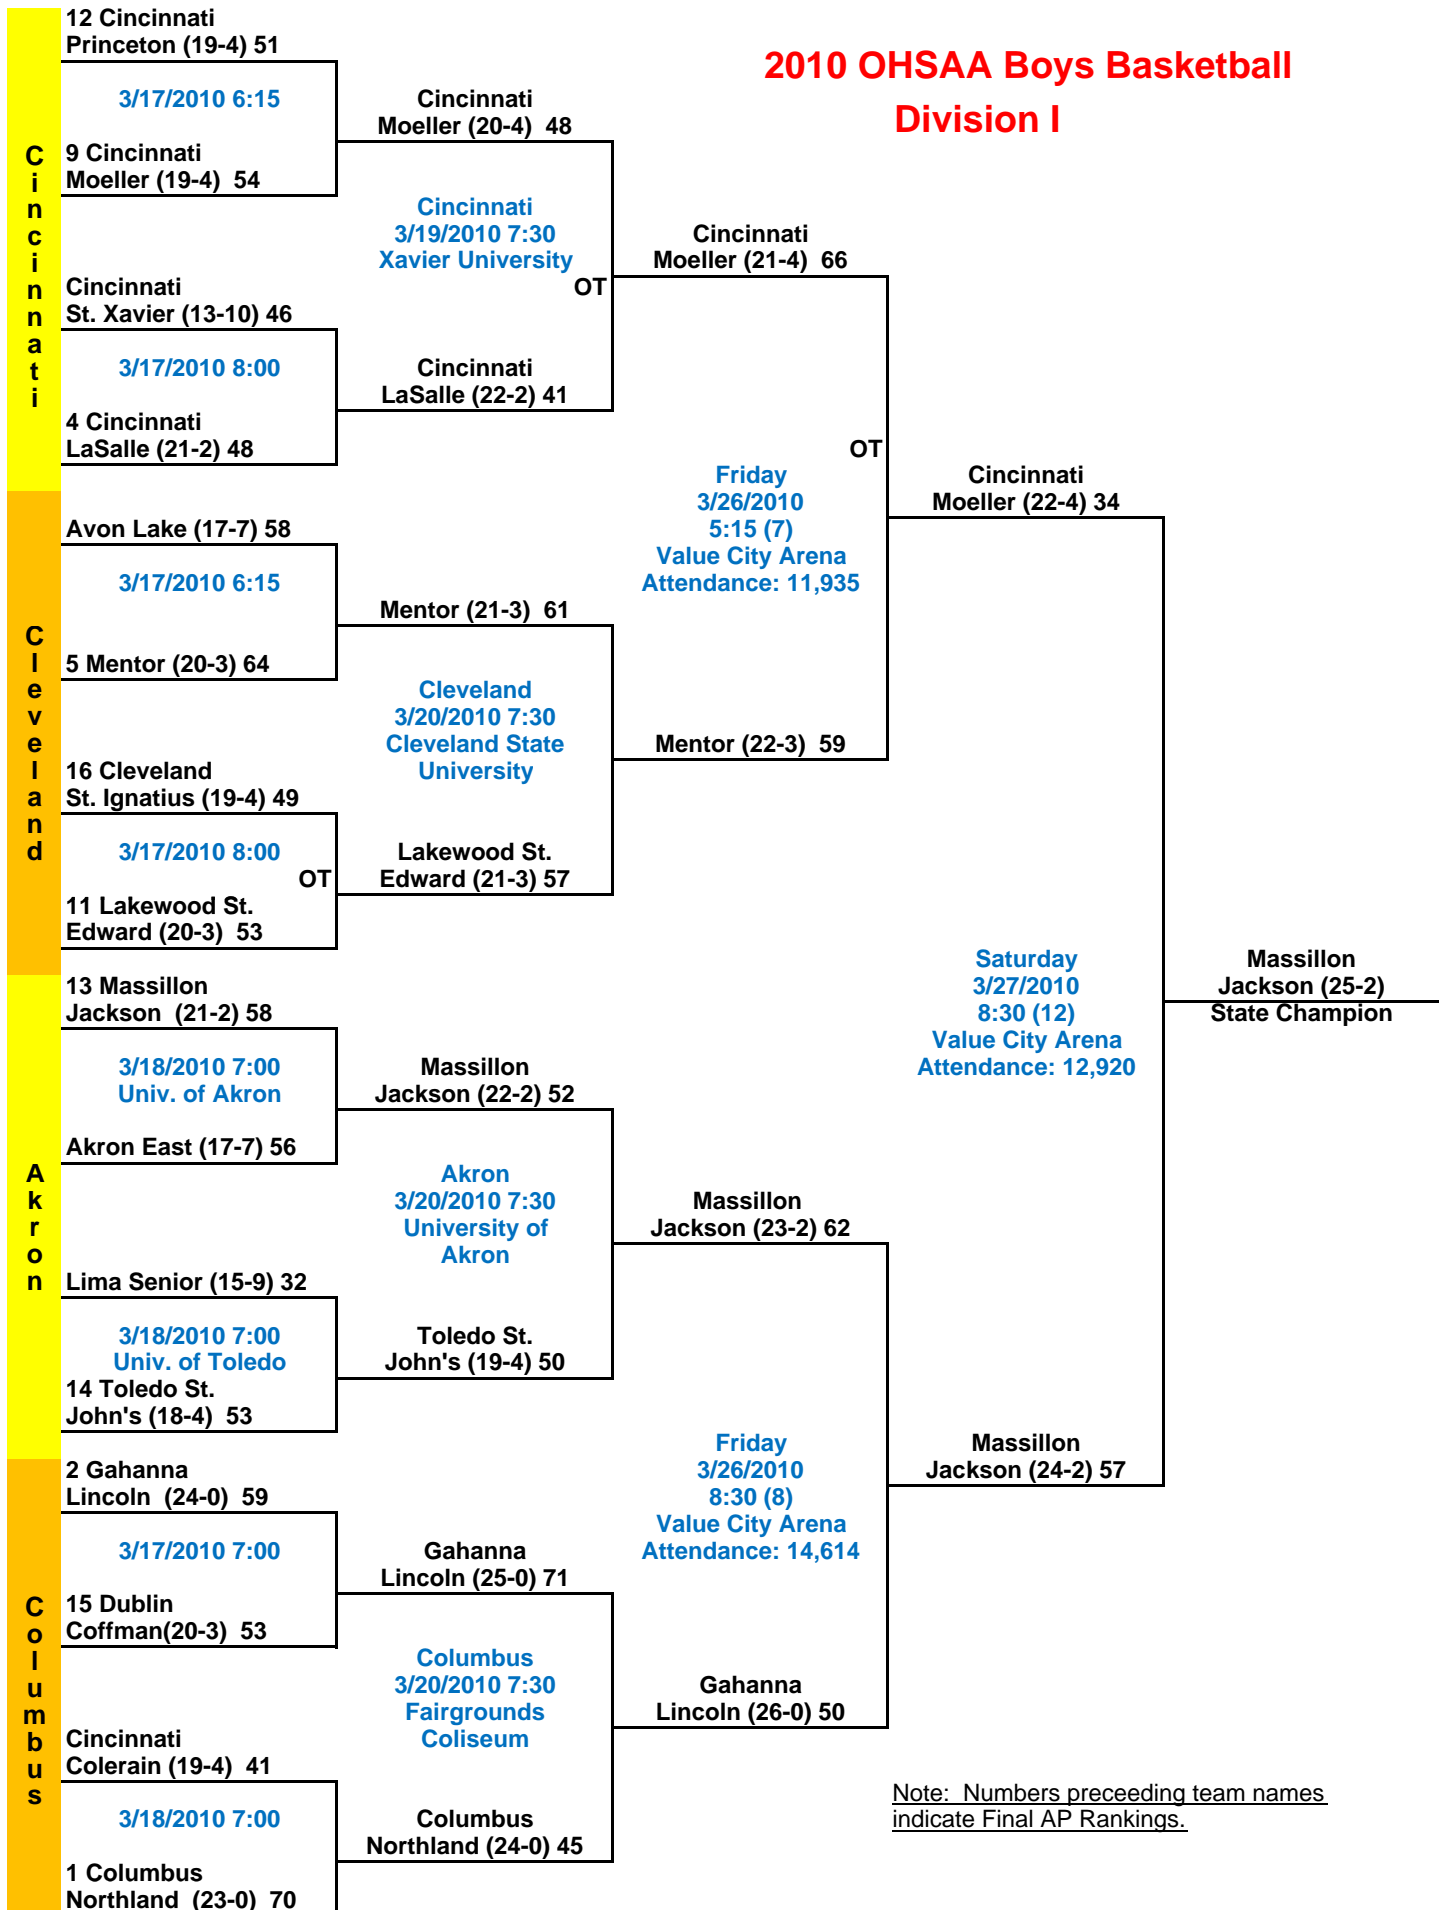 2010 OHSAA Boys Basketball
Division I
Cincinnati
12 Cincinnati
Princeton (19-4) 51
3/17/2010 6:15
9 Cincinnati
Moeller (19-4) 54
Cincinnati
St. Xavier (13-10) 46
3/17/2010 8:00
4 Cincinnati
LaSalle (21-2) 48
Cincinnati
Moeller (20-4) 48
Cincinnati
3/19/2010 7:30
Xavier University
OT
Cincinnati
LaSalle (22-2) 41
Cleveland
Avon Lake (17-7) 58
3/17/2010 6:15
5 Mentor (20-3) 64
16 Cleveland
St. Ignatius (19-4) 49
3/17/2010 8:00
OT
11 Lakewood St.
Edward (20-3) 53
Mentor (21-3) 61
Cleveland
3/20/2010 7:30
Cleveland State
University
Lakewood St.
Edward (21-3) 57
Akron
13 Massillon
Jackson (21-2) 58
3/18/2010 7:00
Univ. of Akron
Akron East (17-7) 56
Lima Senior (15-9) 32
3/18/2010 7:00
Univ. of Toledo
14 Toledo St.
John's (18-4) 53
Massillon
Jackson (22-2) 52
Akron
3/20/2010 7:30
University of
Akron
Toledo St.
John's (19-4) 50
Columbus
2 Gahanna
Lincoln (24-0) 59
3/17/2010 7:00
15 Dublin
Coffman(20-3) 53
Cincinnati
Colerain (19-4) 41
3/18/2010 7:00
1 Columbus
Northland (23-0) 70
Gahanna
Lincoln (25-0) 71
Columbus
3/20/2010 7:30
Fairgrounds
Coliseum
Columbus
Northland (24-0) 45
Cincinnati
Moeller (21-4) 66
OT
Friday
3/26/2010
5:15 (7)
Value City Arena
Attendance: 11,935
Mentor (22-3) 59
Massillon
Jackson (23-2) 62
Friday
3/26/2010
8:30 (8)
Value City Arena
Attendance: 14,614
Gahanna
Lincoln (26-0) 50
Cincinnati
Moeller (22-4) 34
Saturday
3/27/2010
8:30 (12)
Value City Arena
Attendance: 12,920
Massillon
Jackson (24-2) 57
Massillon
Jackson (25-2)
State Champion
Note: Numbers preceeding team names
indicate Final AP Rankings.